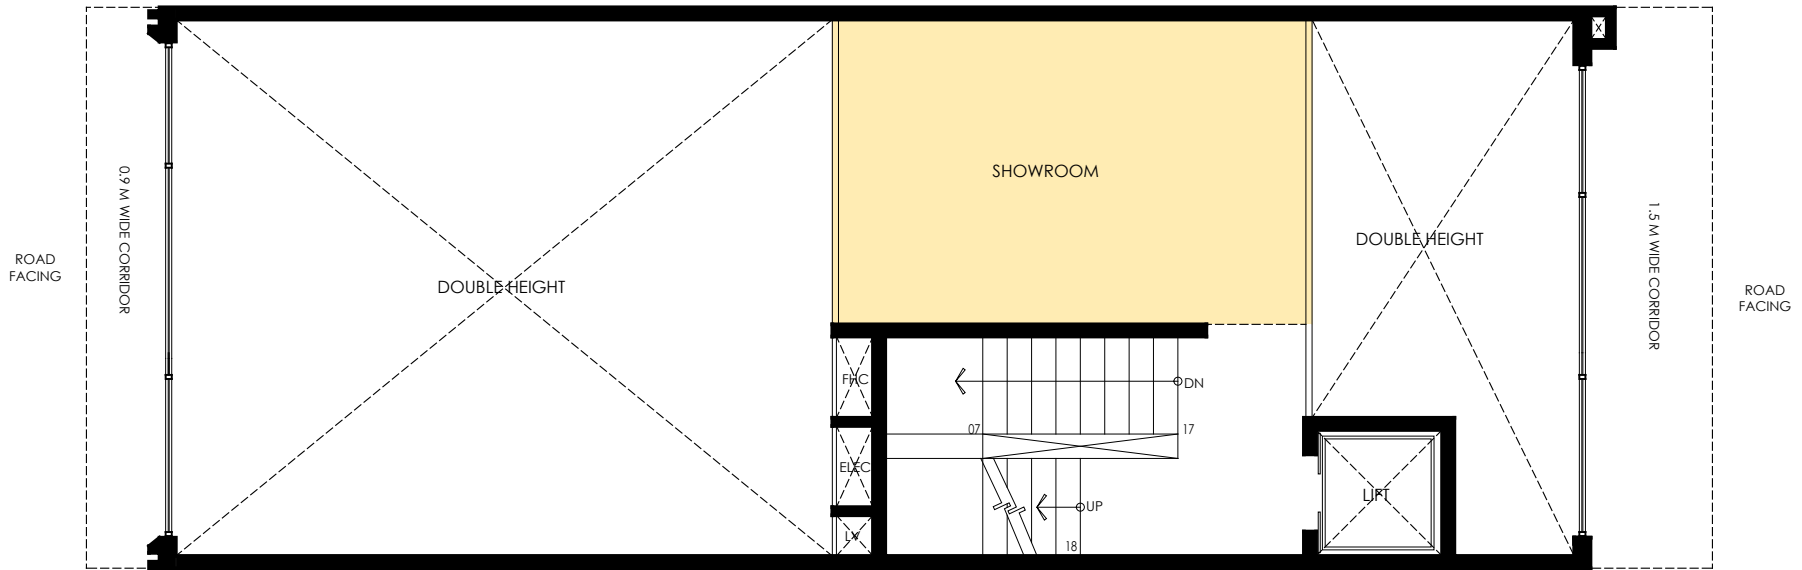 X
SHOWROOM
0.9 M WIDE CORRIDOR
1.5 M WIDE CORRIDOR
DOUBLE HEIGHT
ROAD
FACING
DOUBLE HEIGHT
ROAD
FACING
FHC
DN
07
17
ELEC
LIFT
UP
LV
18